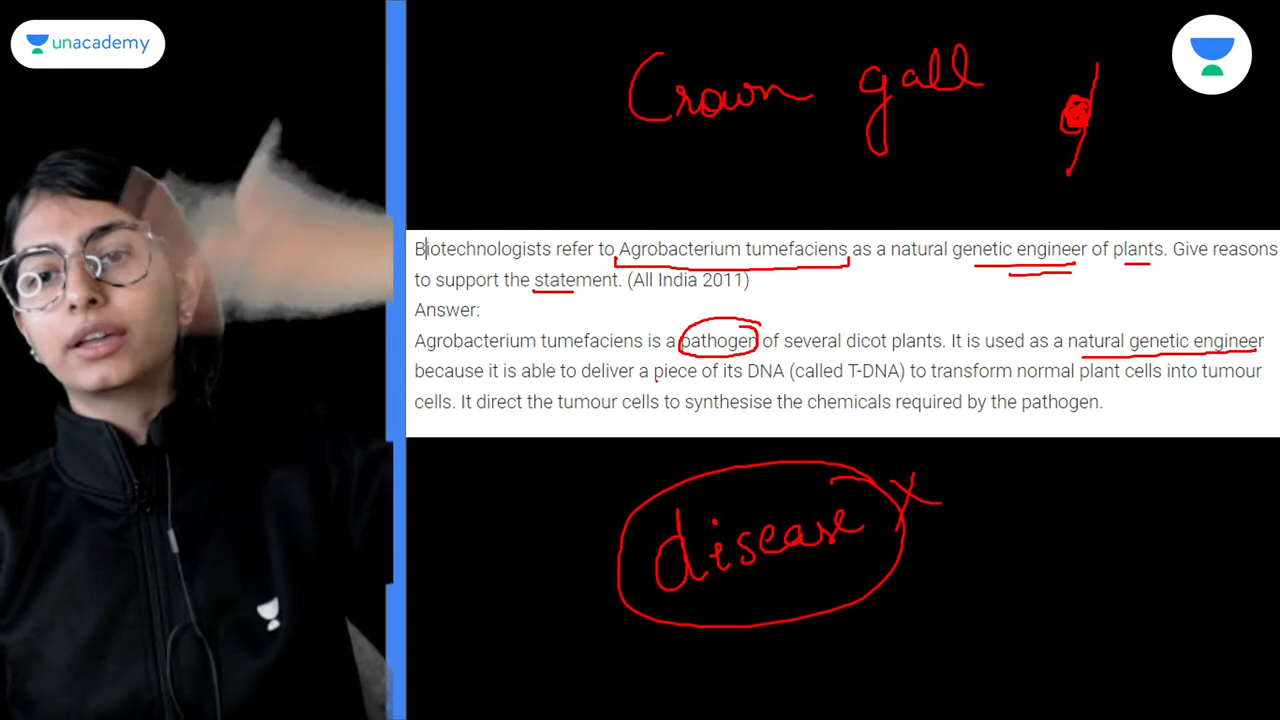 unacademy
Crown gall
Biotechnologists refer to Agrobacterium tumefaciens as a natural genetic engineer of plants. Give reasons
to support the statement. (All India 2011)
Answer:
Agrobacterium tumefaciens is a pathogen of several dicot plants. It is used as a natural genetic engineer
because it is able to deliver a piece of its DNA (called T-DNA) to transform normal plant cells into tumour
cells. It direct the tumour cells to synthesise the chemicals required by the pathogen.
disease X